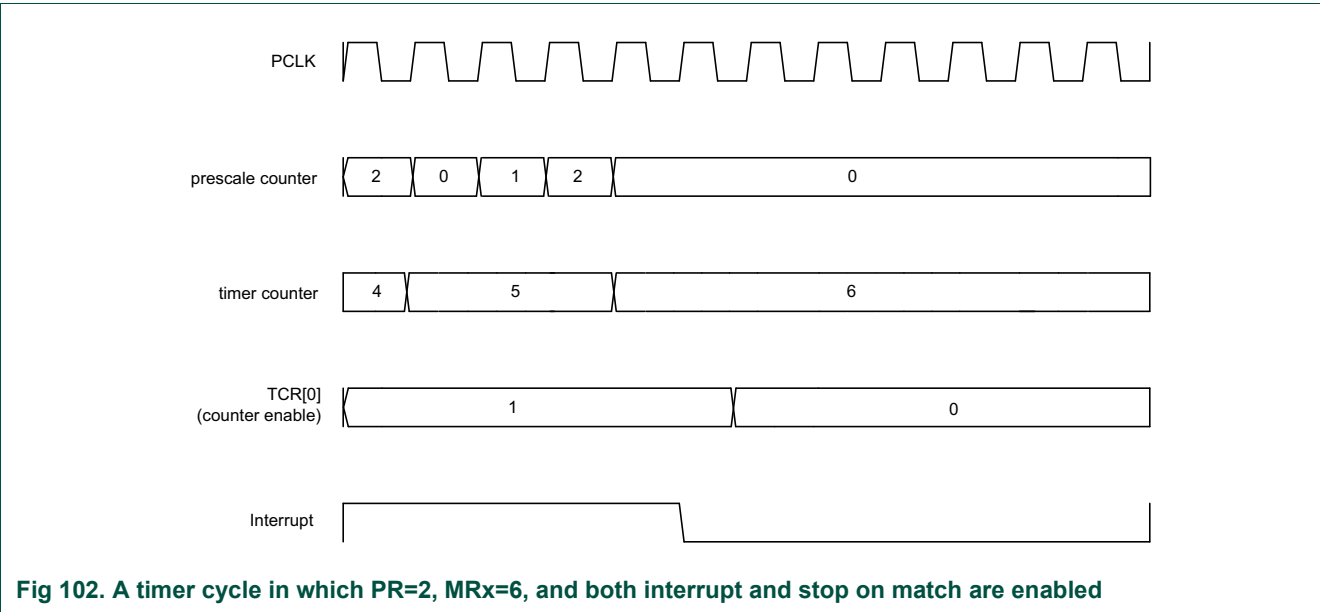 PCLK
prescale counter 2 0 1 2 0
timer counter 4 5 6
TCR[0]
(counter enable) 1 0
Interrupt
Fig 102. A timer cycle in which PR=2, MRx=6, and both interrupt and stop on match are enabled